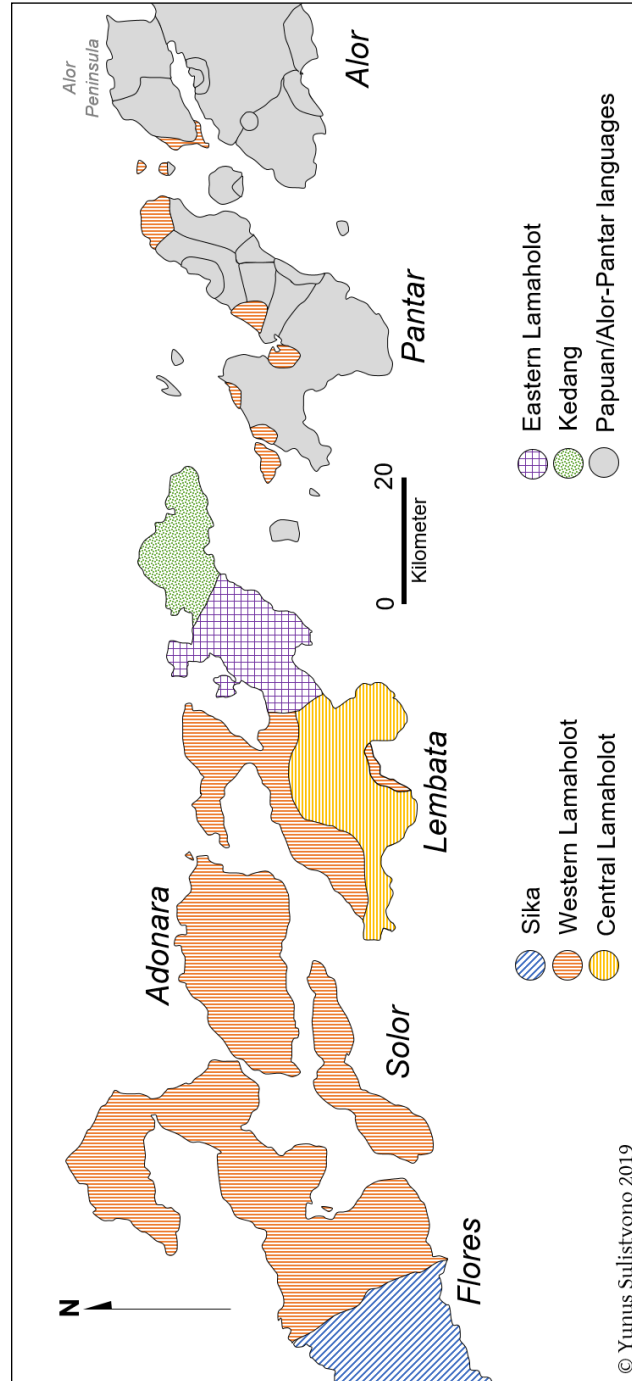 N
Flores
Adonara
Solor
Lembata
Pantar
Alor
Alor
Peninsula
0 20
Kilometer
Sika
Western Lamaholot
Central Lamaholot
Eastern Lamaholot
Kedang
Papuan/Alor-Pantar languages
© Yunus Sulistyono 2019